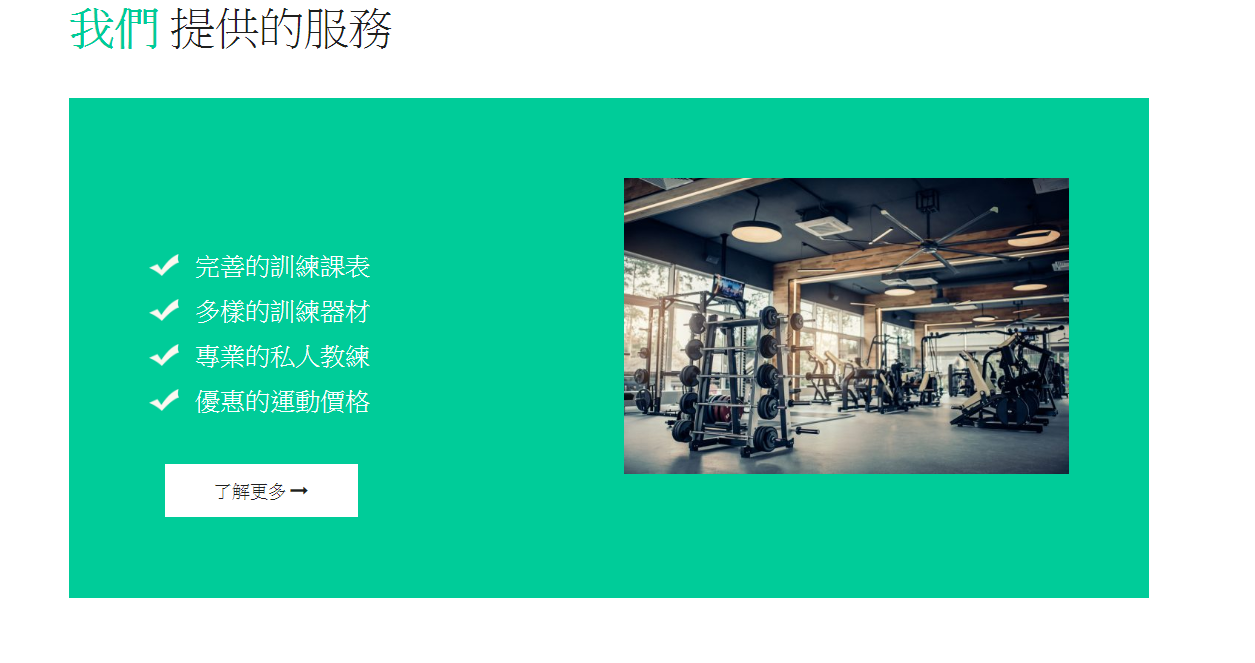 我們 提供的服務
完善的訓練課表
多樣的訓練器材
專業的私人教練
優惠的運動價格
了解更多 →